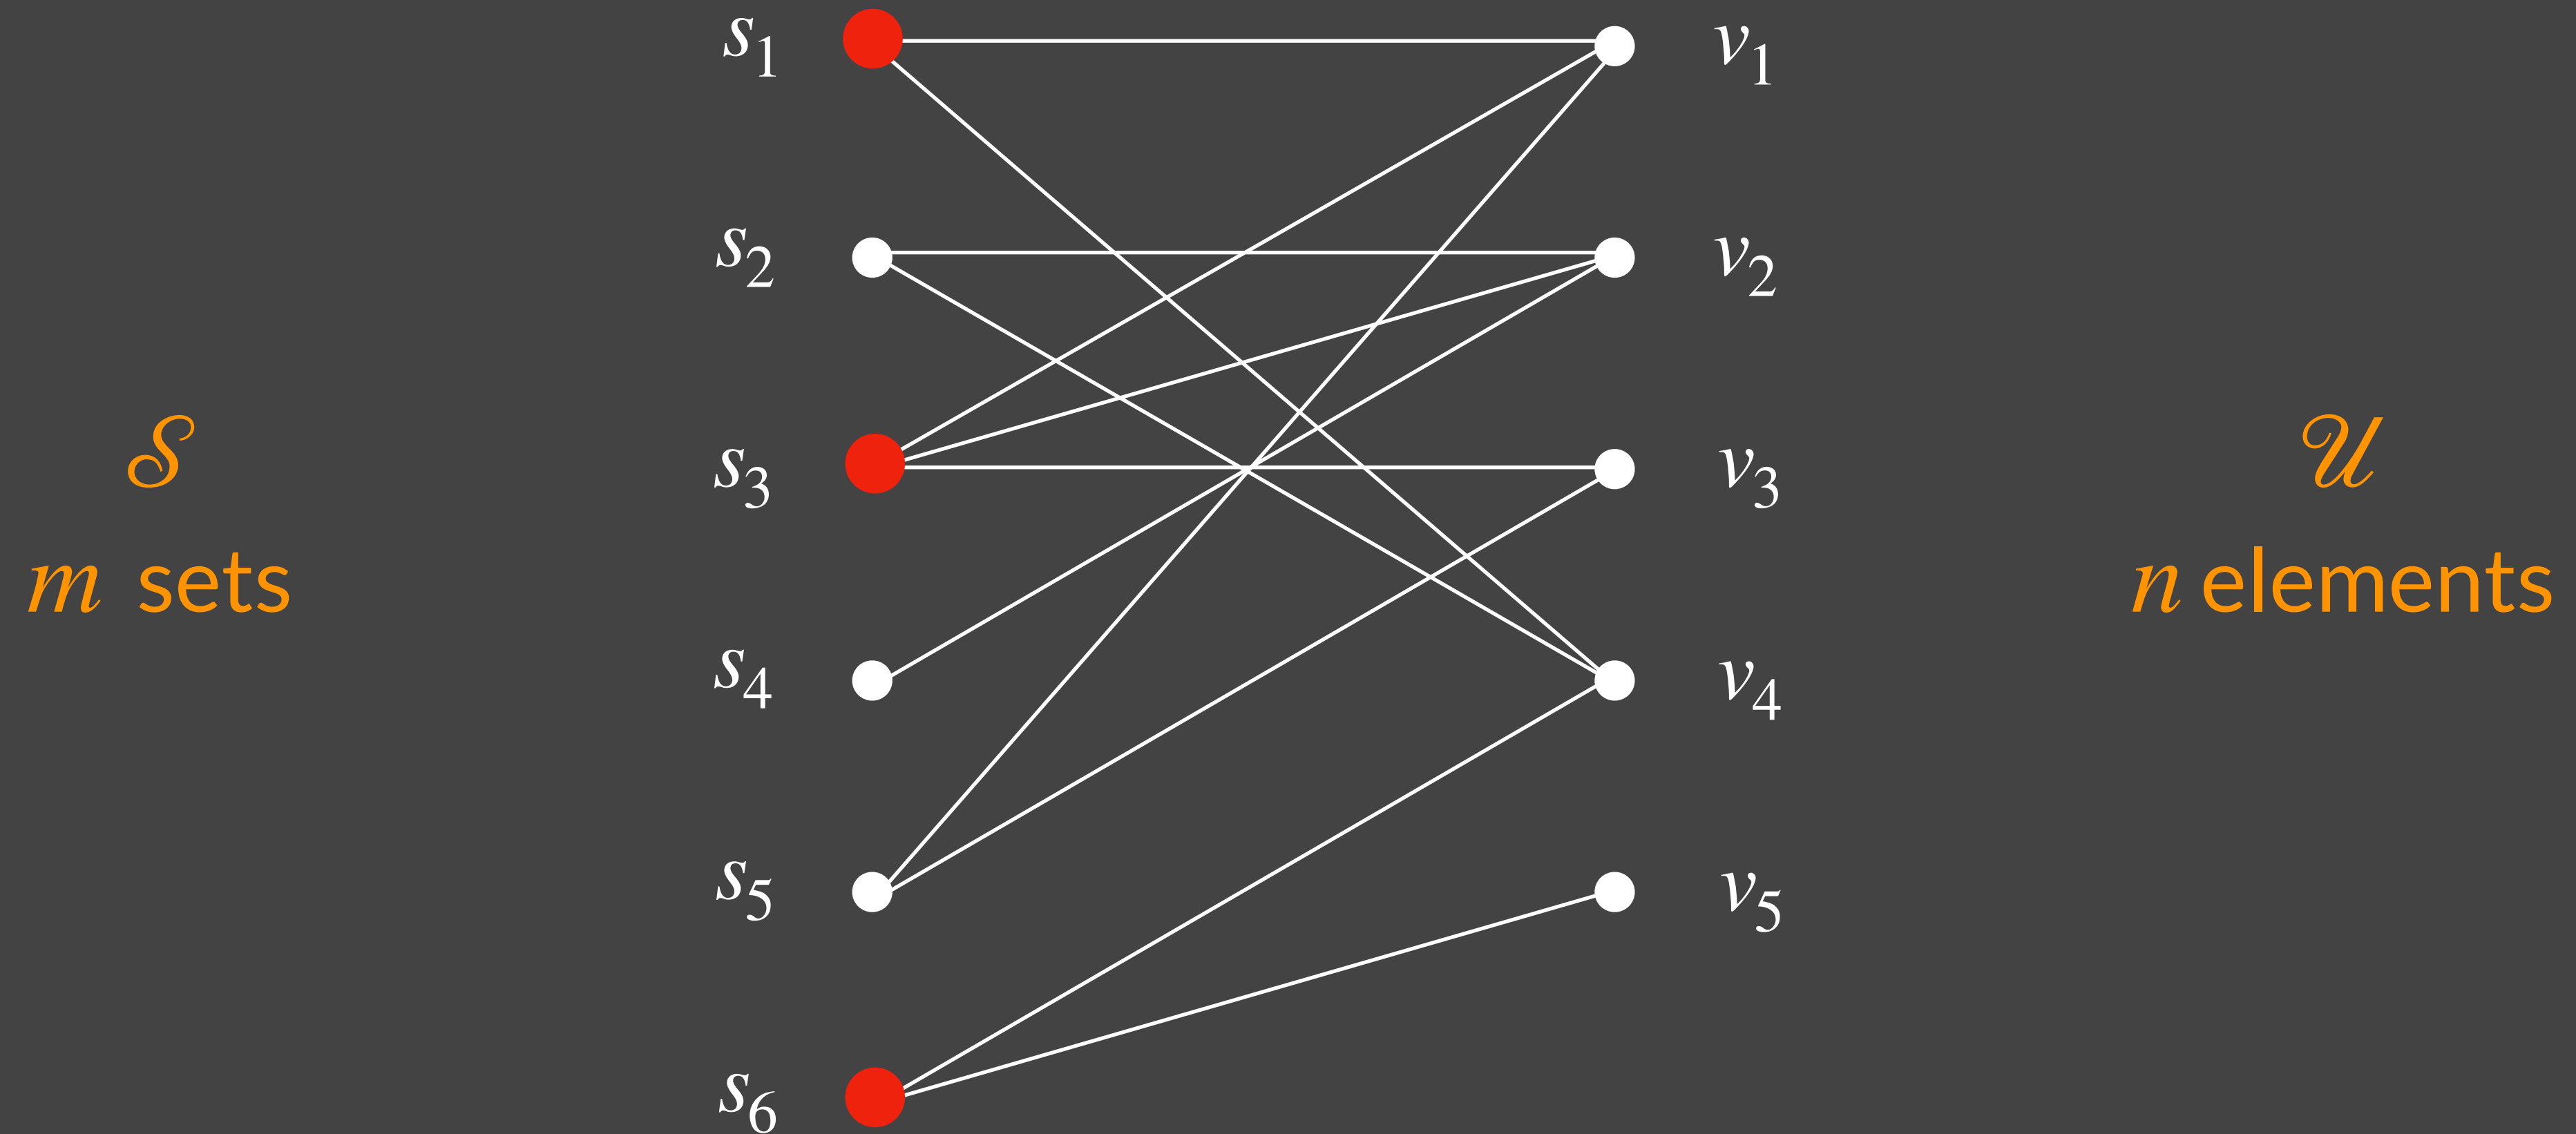 s1
v1
s2
v2
s3
v3
𝒮
𝒰
m sets
n elements
s4
v4
s5
v5
s6